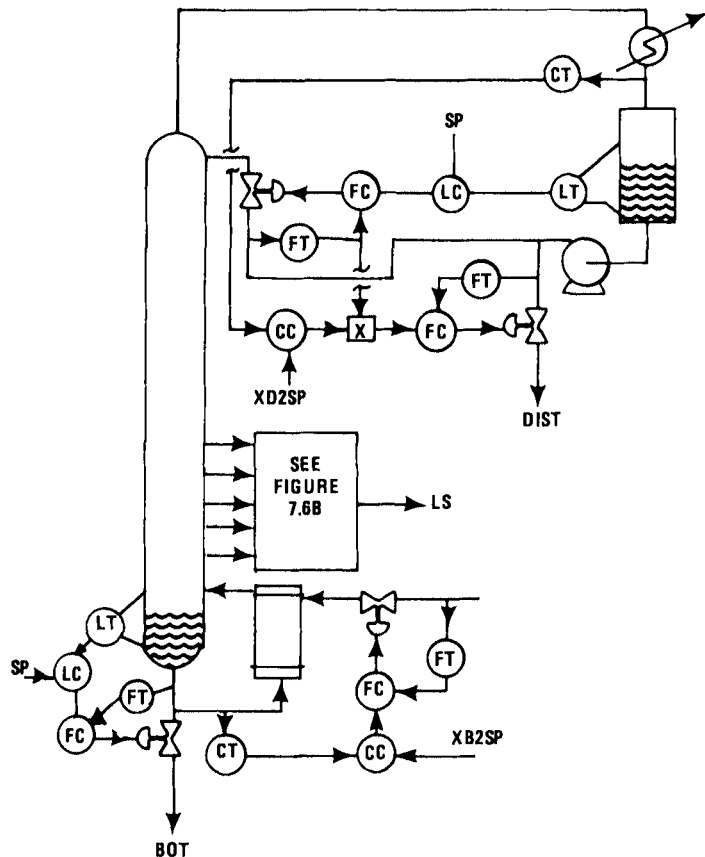 CT
SP
FC
LC
LT
FT
FT
CC
X
FC
XD2SP
DIST
SEE
FIGURE
7.6B
LS
LT
SP
LC
FT
FT
FC
FC
CT
CC
XB2SP
BOT